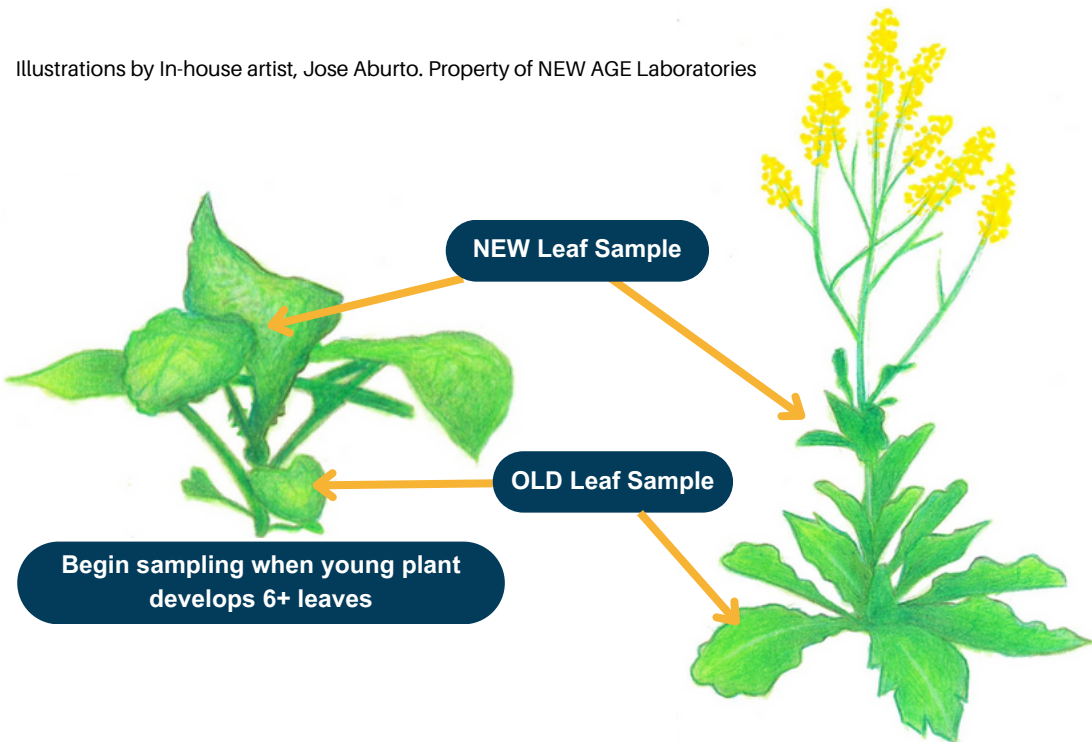 Illustrations by In-house artist, Jose Aburto. Property of NEW AGE Laboratories
NEW Leaf Sample
OLD Leaf Sample
Begin sampling when young plant
develops 6+ leaves